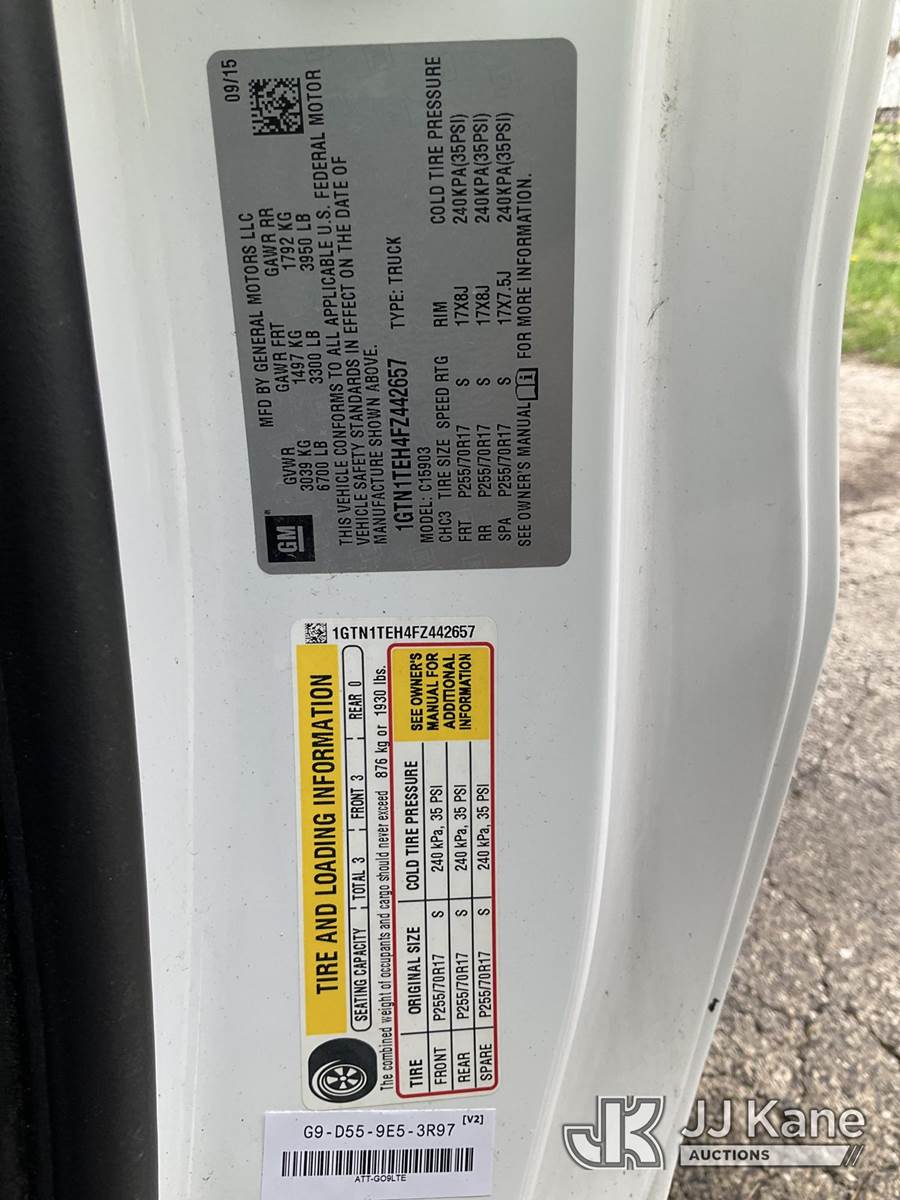 09/15
MFD BY GENERAL MOTORS LLC
GVWR GAWR FRT GAWR RR
3039 KG 1497 KG 1792 KG
6700 LB 3300 LB 3950 LB
THIS VEHICLE CONFORMS TO ALL APPLICABLE U.S. FEDERAL MOTOR
VEHICLE SAFETY STANDARDS IN EFFECT ON THE DATE OF
MANUFACTURE SHOWN ABOVE.
1GTN1TEH4FZ442657 TYPE: TRUCK
MODEL: C15903
CHC3 TIRE SIZE SPEED RTG RIM COLD TIRE PRESSURE
FRT P255/70R17 S 17X8J 240KPA(35PSI)
RR P255/70R17 S 17X8J 240KPA(35PSI)
SPA P255/70R17 S 17X7.5J 240KPA(35PSI)
SEE OWNER'S MANUAL i FOR MORE INFORMATION.
GM®
1GTN1TEH4FZ442657
TIRE AND LOADING INFORMATION
SEATING CAPACITY TOTAL 3 FRONT 3 REAR 0
The combined weight of occupants and cargo should never exceed 876 kg or 1930 lbs.
TIRE ORIGINAL SIZE COLD TIRE PRESSURE
FRONT P255/70R17 S 240 kPa, 35 PSI
REAR P255/70R17 S 240 kPa, 35 PSI
SPARE P255/70R17 S 240 kPa, 35 PSI
SEE OWNER'S
MANUAL FOR
ADDITIONAL
INFORMATION
[V2]
G9-D55-9E5-3R97
ATT-GO9LTE
JK JJ Kane
AUCTIONS